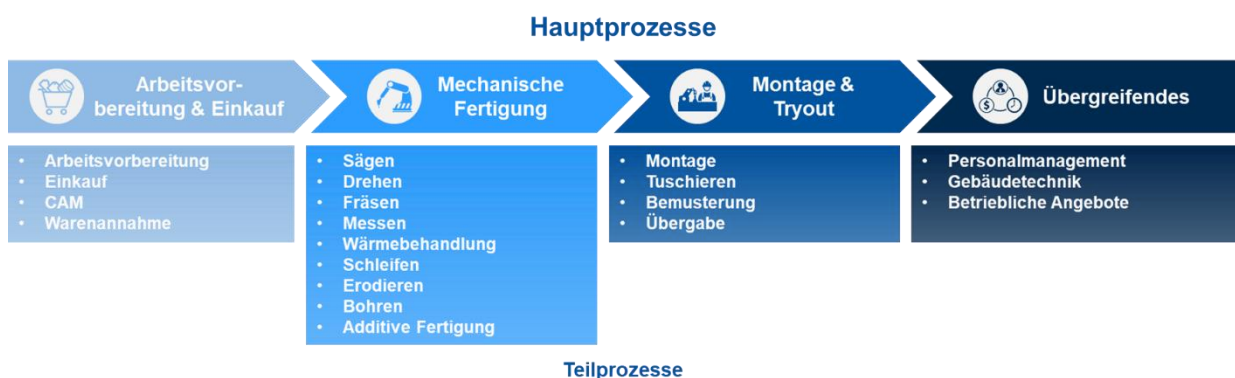 Hauptprozesse
Arbeitsvor-
bereitung & Einkauf
Mechanische
Fertigung
Montage &
Tryout
Übergreifendes
• Arbeitsvorbereitung
• Einkauf
• CAM
• Warenannahme
• Sägen
• Drehen
• Fräsen
• Messen
• Wärmebehandlung
• Schleifen
• Erodieren
• Bohren
• Additive Fertigung
• Montage
• Tuschieren
• Bemusterung
• Übergabe
• Personalmanagement
• Gebäudetechnik
• Betriebliche Angebote
Teilprozesse